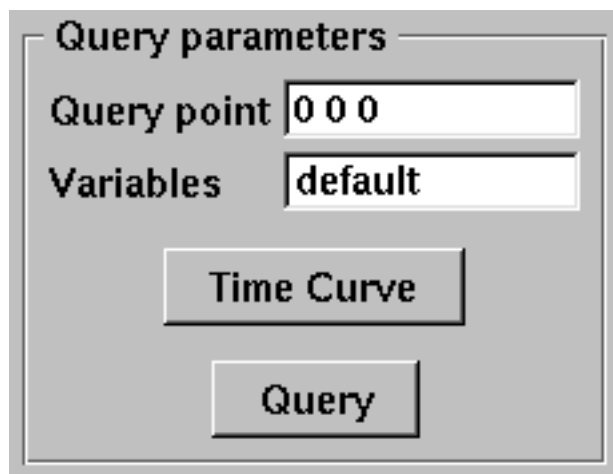 Query parameters
Query point 0 0 0
Variables default
Time Curve
Query